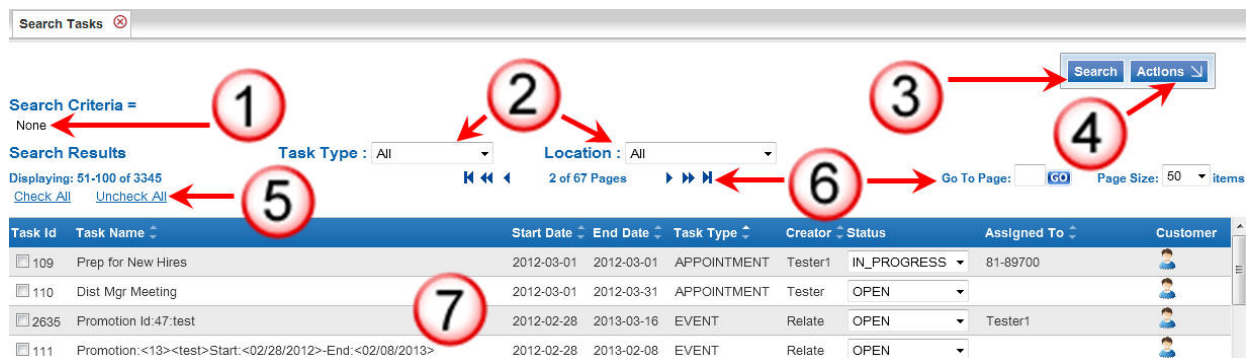 Search Tasks
Search Actions
3
4
1
2
Search Criteria =
None
Search Results Task Type : All Location : All
Displaying: 51-100 of 3345 2 of 67 Pages Go To Page: GO Page Size: 50 items
6
Check All Uncheck All
5
Task Id Task Name Start Date End Date Task Type Creator Status Assigned To Customer
109 Prep for New Hires 2012-03-01 2012-03-01 APPOINTMENT Tester1 IN_PROGRESS 81-89700
110 Dist Mgr Meeting 2012-03-01 2012-03-31 APPOINTMENT Tester OPEN
7
2635 Promotion Id:47:test 2012-02-28 2013-03-16 EVENT Relate OPEN Tester1
111 Promotion:<13><test>Start:<02/28/2012>-End:<02/08/2013> 2012-02-28 2013-02-08 EVENT Relate OPEN